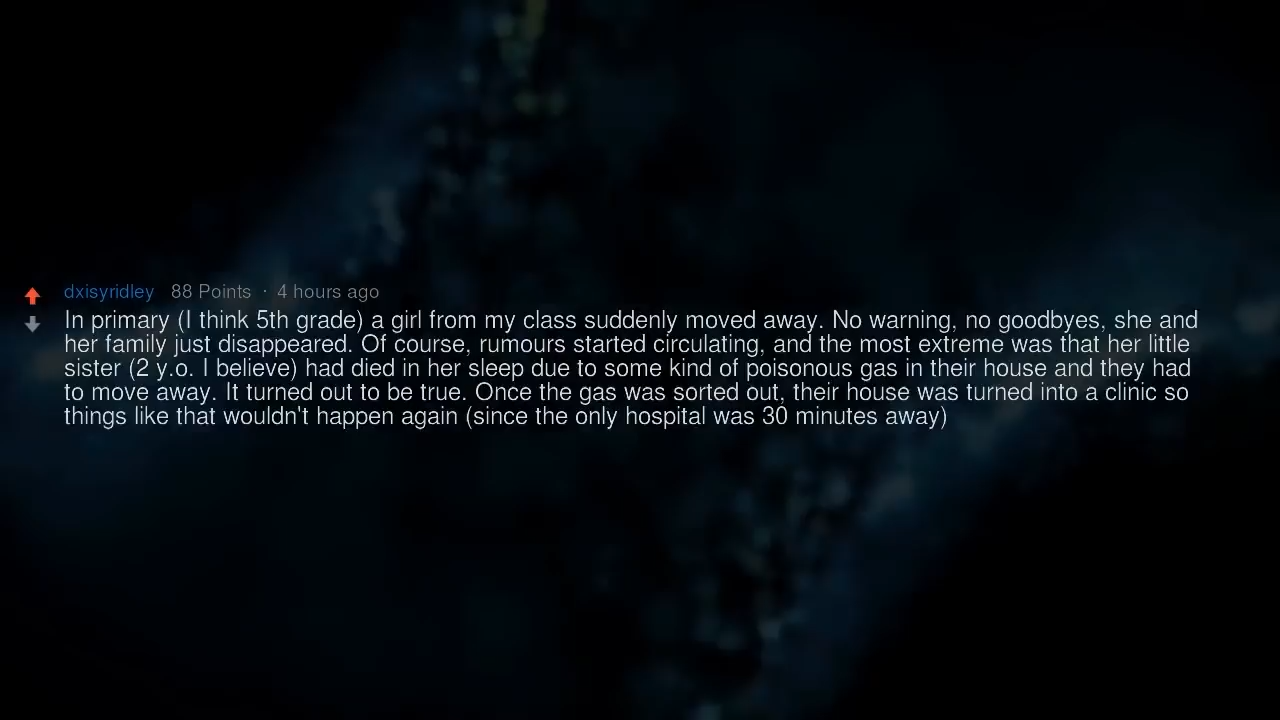 dxisyridley 88 Points · 4 hours ago
In primary (I think 5th grade) a girl from my class suddenly moved away. No warning, no goodbyes, she and
her family just disappeared. Of course, rumours started circulating, and the most extreme was that her little
sister (2 y.o. I believe) had died in her sleep due to some kind of poisonous gas in their house and they had
to move away. It turned out to be true. Once the gas was sorted out, their house was turned into a clinic so
things like that wouldn't happen again (since the only hospital was 30 minutes away)